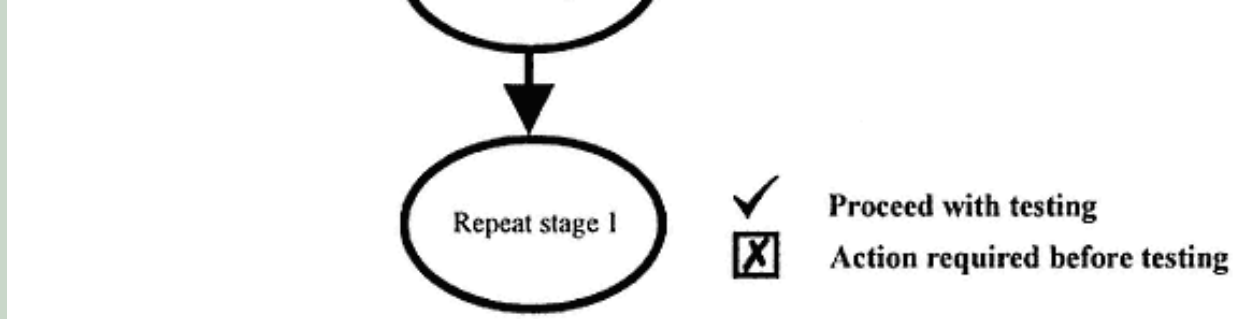 Repeat stage 1
Proceed with testing
Action required before testing